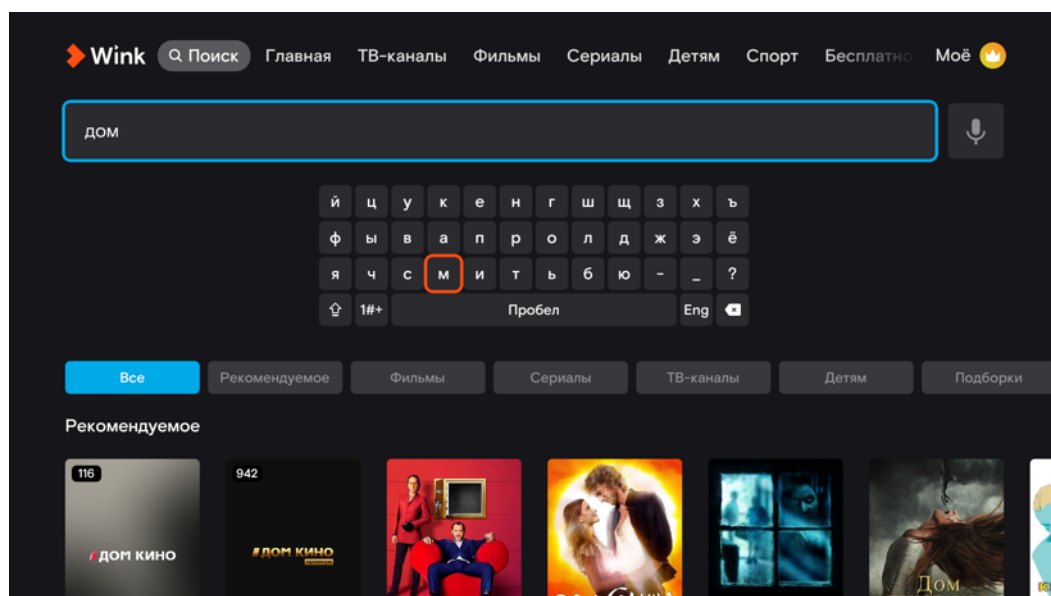 Wink Поиск Главная ТВ-каналы Фильмы Сериалы Детям Спорт Бесплатно Моё
дом
й ц у к е н г ш щ з х ъ
ф ы в а п р о л д ж э ё
я ч с м и т ь б ю - _ ?
1#+ Пробел Eng
Все Рекомендуемое Фильмы Сериалы ТВ-каналы Детям Подборки
Рекомендуемое
116 942
ДОМ КИНО ДОМ КИНО
Дом